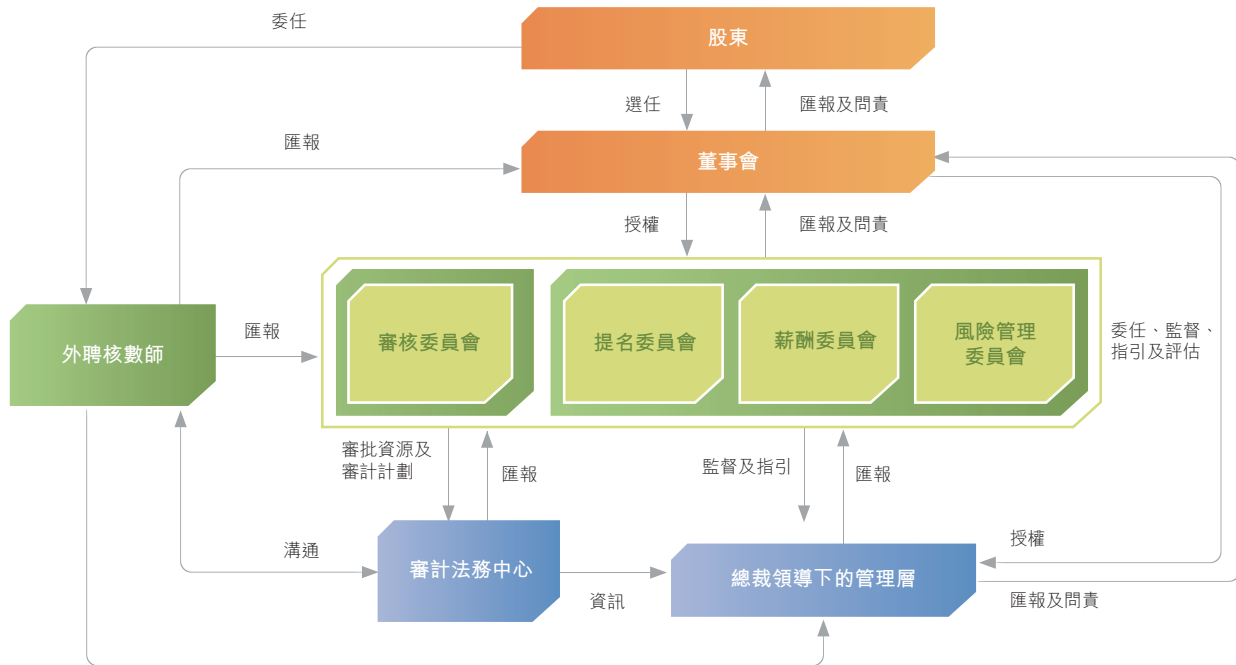 委任
股東
選任
匯報及問責
匯報
董事會
授權
匯報及問責
外聘核數師
匯報
審核委員會
提名委員會
薪酬委員會
風險管理
委員會
委任、監督、
指引及評估
審批資源及
審計計劃
匯報
監督及指引
匯報
溝通
審計法務中心
資訊
總裁領導下的管理層
授權
匯報及問責